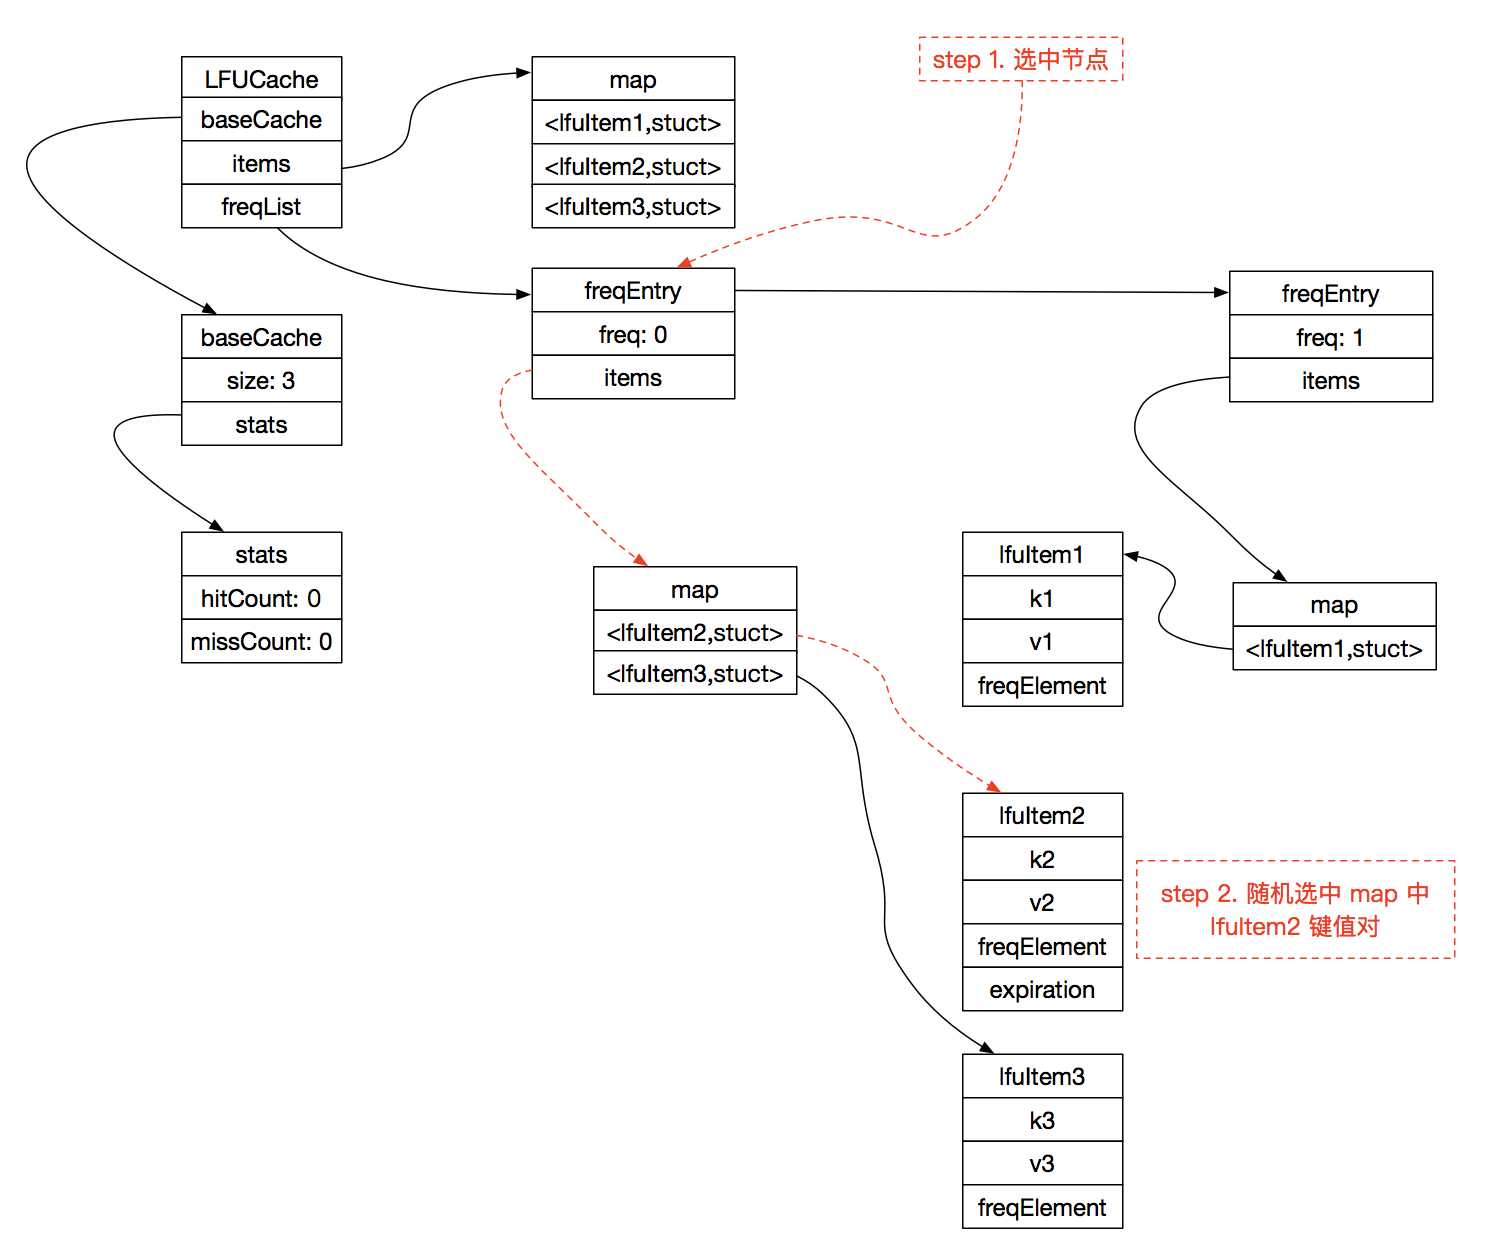 LFUCache
baseCache
items
freqList
map
<lfuItem1,stuct>
<lfuItem2,stuct>
<lfuItem3,stuct>
step 1. 选中节点
freqEntry
freq: 0
items
freqEntry
freq: 1
items
baseCache
size: 3
stats
stats
hitCount: 0
missCount: 0
map
<lfuItem2,stuct>
<lfuItem3,stuct>
lfuItem1
k1
v1
freqElement
map
<lfuItem1,stuct>
lfuItem2
k2
v2
freqElement
expiration
step 2. 随机选中 map 中
lfuItem2 键值对
lfuItem3
k3
v3
freqElement